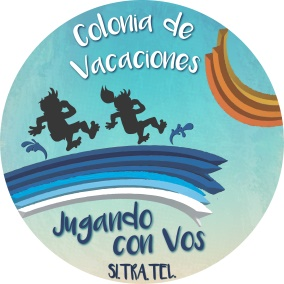 Colonia de
Vacaciones
Jugando
con Vos
SI.TRA.TEL.